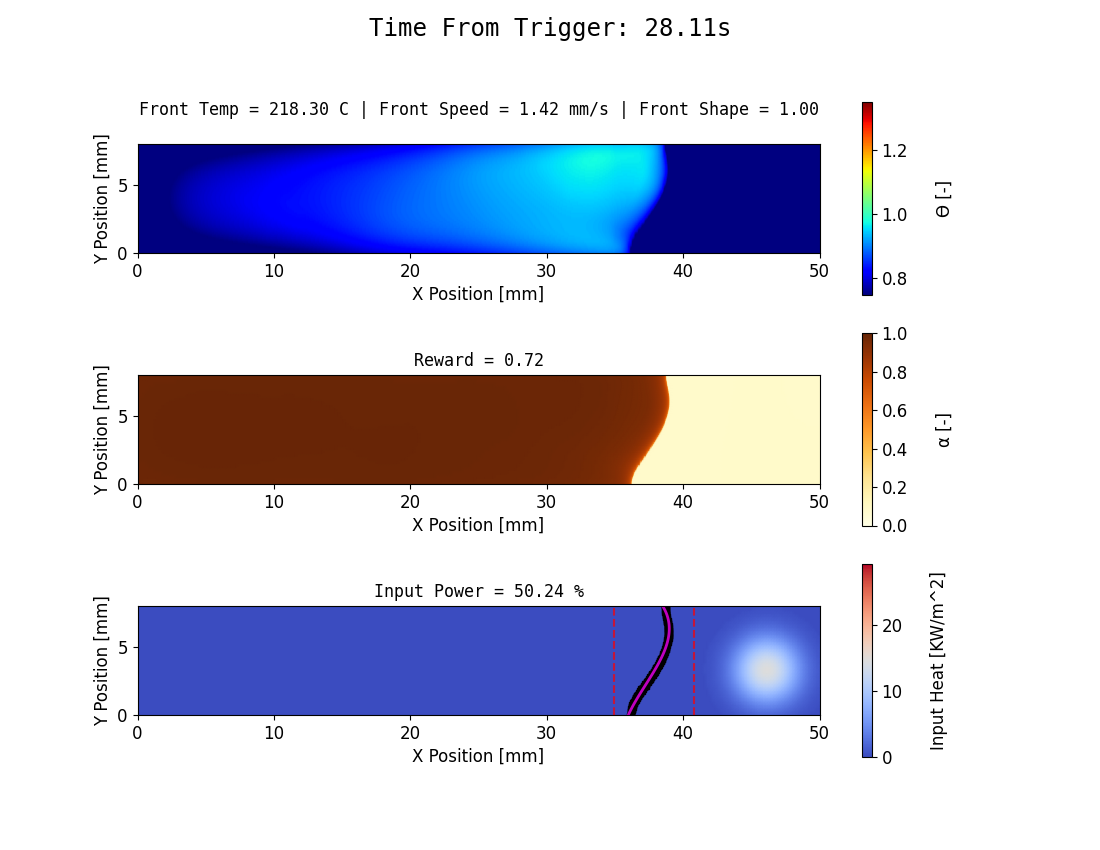 Time From Trigger: 28.11s
Front Temp = 218.30 C | Front Speed = 1.42 mm/s | Front Shape = 1.00
Y Position [mm]
5
0
0 10 20 30 40 50
X Position [mm]
1.2
1.0
0.8
Θ [-]
Reward = 0.72
Y Position [mm]
5
0
0 10 20 30 40 50
X Position [mm]
1.0
0.8
0.6
0.4
0.2
0.0
α [-]
Input Power = 50.24 %
Y Position [mm]
5
0
0 10 20 30 40 50
X Position [mm]
20
10
0
Input Heat [KW/m^2]